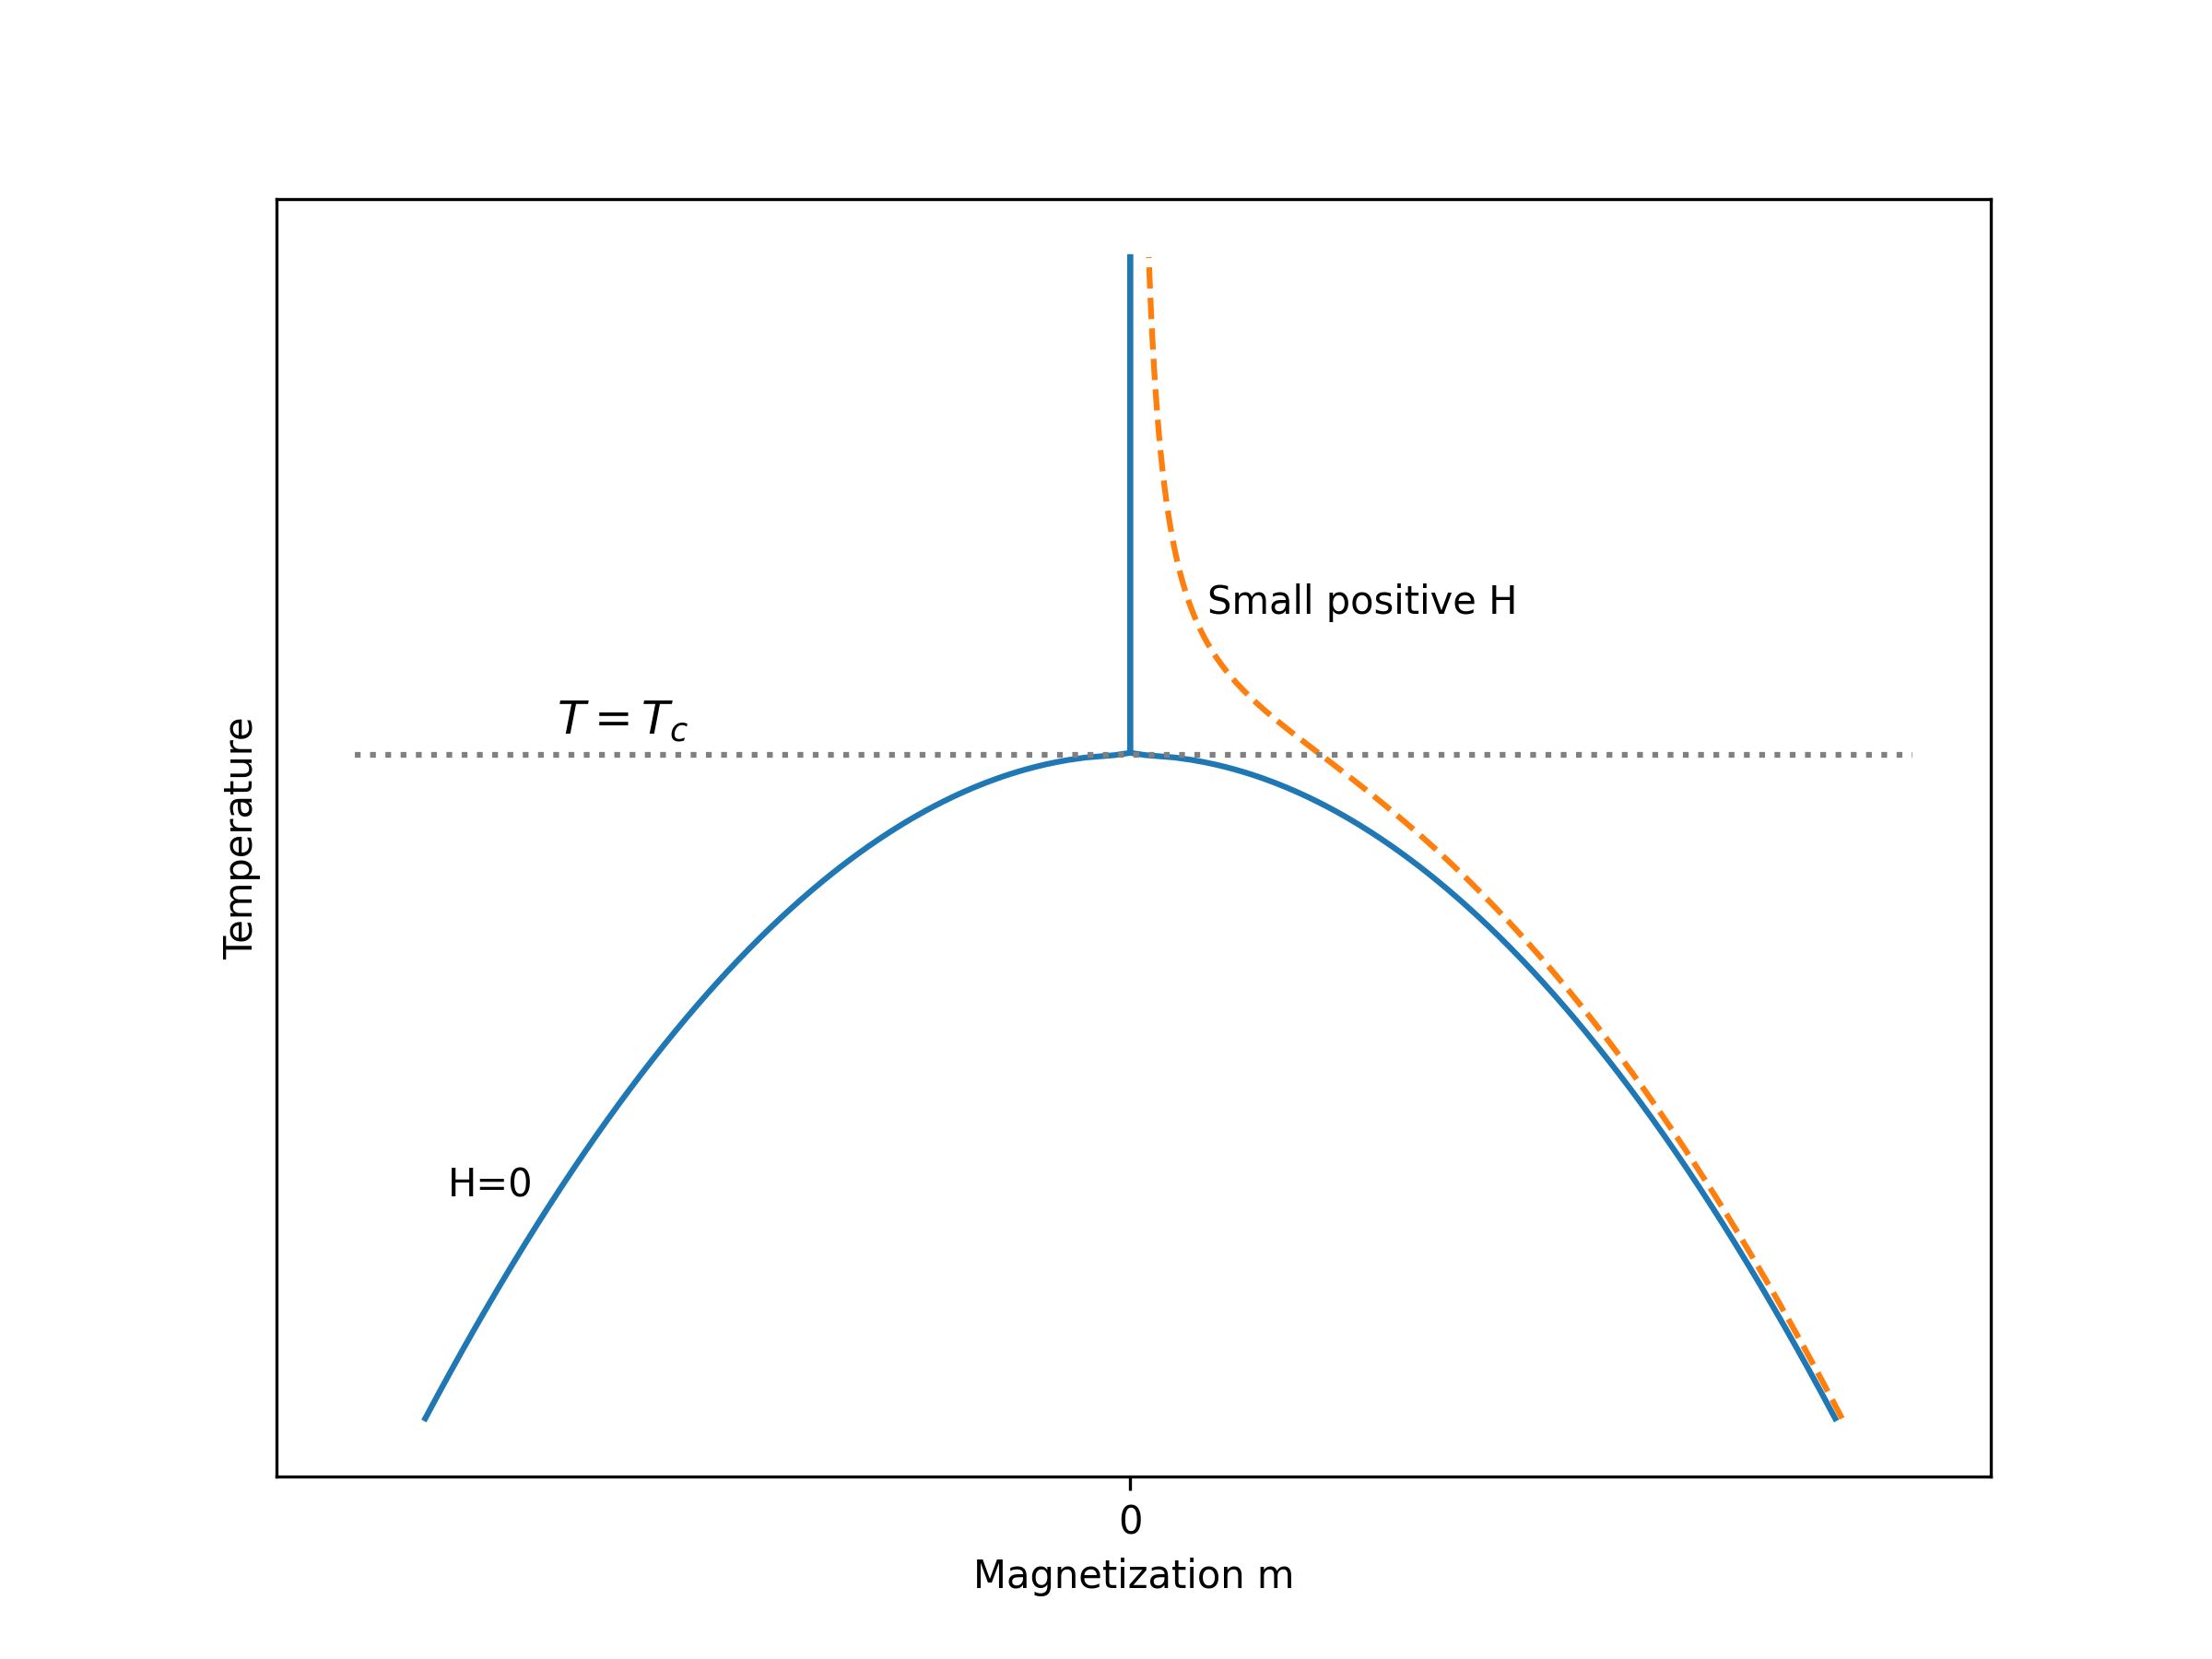 Small positive H
T = T_c
Temperature
H=0
0
Magnetization m